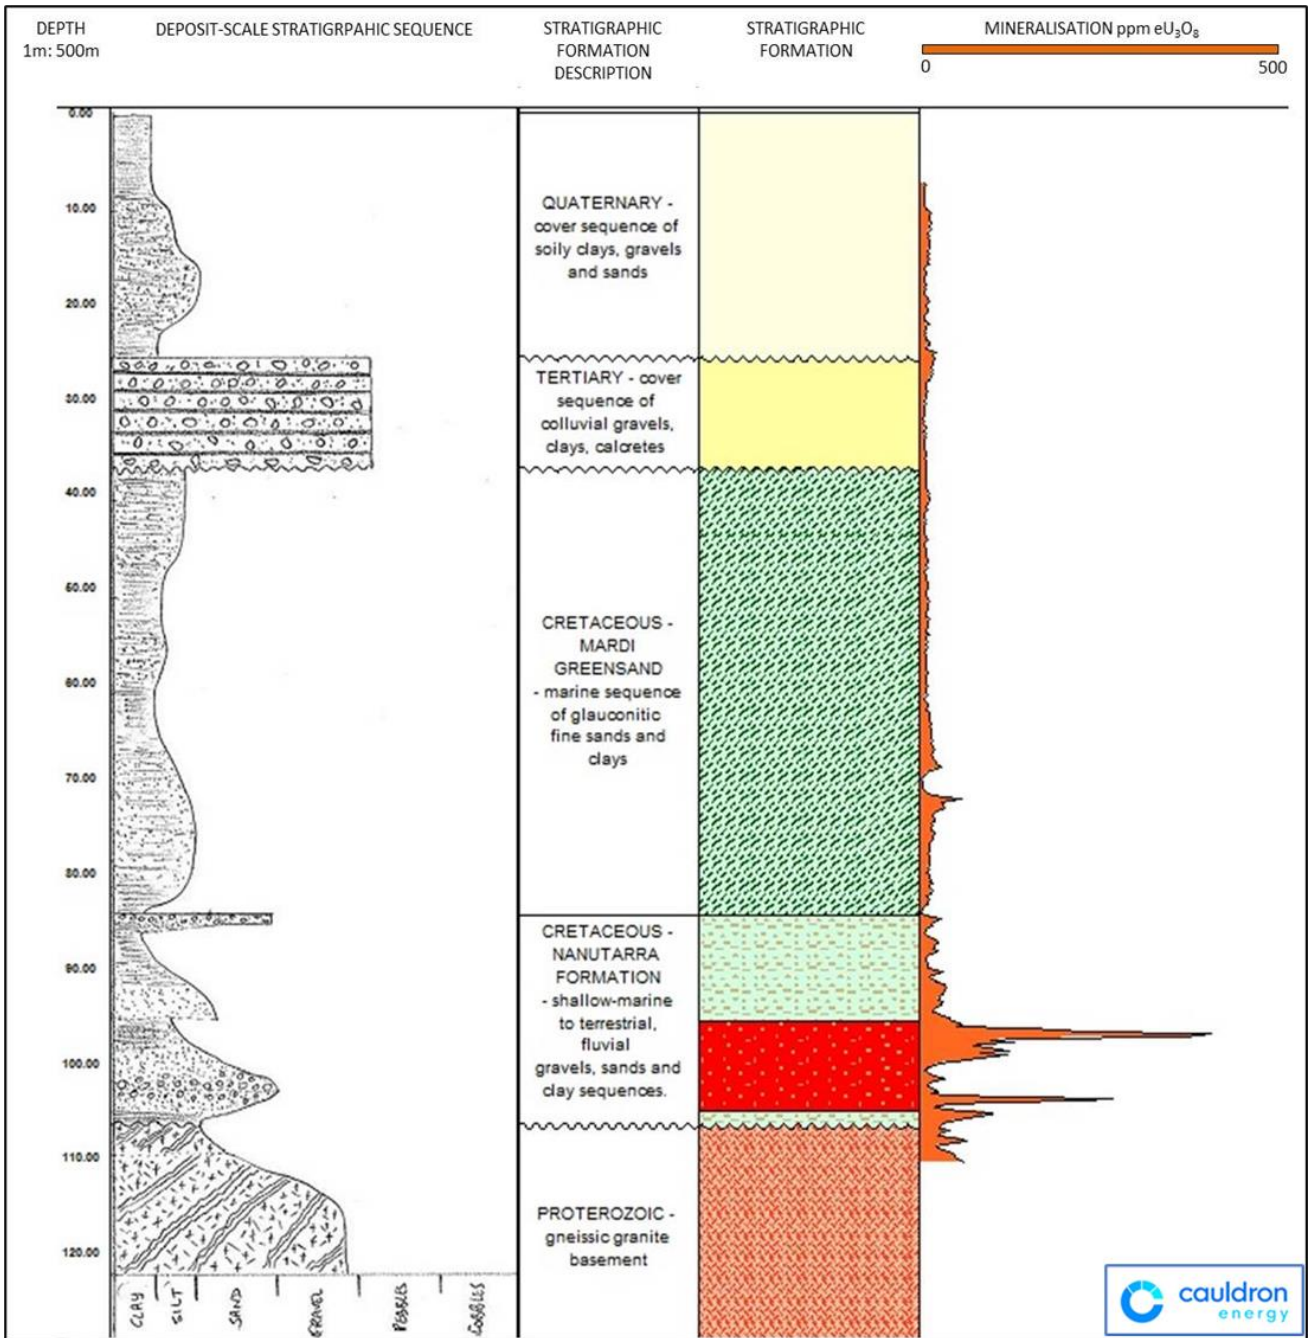 DEPTH
1m: 500m
DEPOSIT-SCALE STRATIGRPAHIC SEQUENCE
STRATIGRAPHIC
FORMATION
DESCRIPTION
STRATIGRAPHIC
FORMATION
MINERALISATION ppm eU₃O₈
0 500
0.00
10.00
20.00
30.00
40.00
50.00
60.00
70.00
80.00
90.00
100.00
110.00
120.00
QUATERNARY -
cover sequence of
soily clays, gravels
and sands
TERTIARY - cover
sequence of
colluvial gravels,
clays, calcretes
CRETACEOUS -
MARDI
GREENSAND
- marine sequence
of glauconitic
fine sands and
clays
CRETACEOUS -
NANUTARRA
FORMATION
- shallow-marine
to terrestrial,
fluvial
gravels, sands and
clay sequences.
PROTEROZOIC -
gneissic granite
basement
CLAY
SILT
SAND
GRAVEL
PEBBLES
COBBLES
cauldron
energy